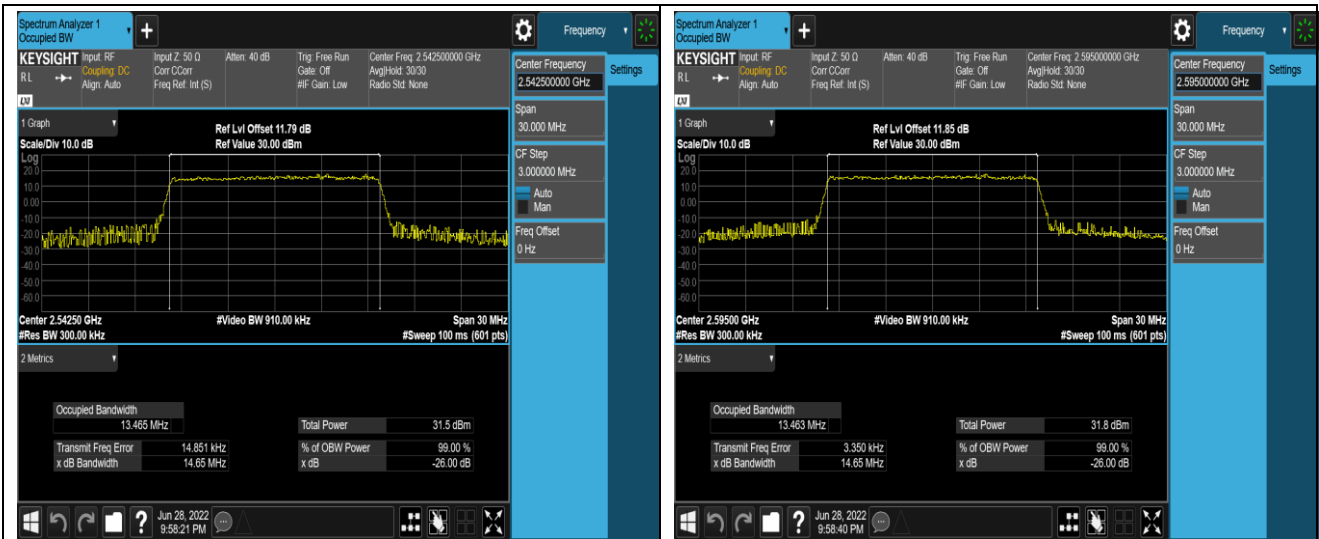 Spectrum Analyzer 1
Occupied BW
+
Frequency
KEYSIGHT
RL
LXI
Input: RF
Coupling: DC
Align: Auto
Input Z: 50 Ω
Corr CCorr
Freq Ref: Int (S)
Atten: 40 dB
Trig: Free Run
Gate: Off
#IF Gain: Low
Center Freq: 2.542500000 GHz
Avg|Hold: 30/30
Radio Std: None
Center Frequency
2.542500000 GHz
Settings
Span
30.000 MHz
CF Step
3.000000 MHz
Auto
Man
Freq Offset
0 Hz
1 Graph
Scale/Div 10.0 dB
Ref Lvl Offset 11.79 dB
Ref Value 30.00 dBm
Log
20.0
10.0
0.00
-10.0
-20.0
-30.0
-40.0
-50.0
-60.0
Center 2.54250 GHz
#Res BW 300.00 kHz
#Video BW 910.00 kHz
Span 30 MHz
#Sweep 100 ms (601 pts)
2 Metrics
Occupied Bandwidth
13.465 MHz
Total Power 31.5 dBm
Transmit Freq Error 14.851 kHz
% of OBW Power 99.00 %
x dB Bandwidth 14.65 MHz
x dB -26.00 dB
?
Jun 28, 2022
9:58:21 PM
Spectrum Analyzer 1
Occupied BW
+
Frequency
KEYSIGHT
RL
LXI
Input: RF
Coupling: DC
Align: Auto
Input Z: 50 Ω
Corr CCorr
Freq Ref: Int (S)
Atten: 40 dB
Trig: Free Run
Gate: Off
#IF Gain: Low
Center Freq: 2.595000000 GHz
Avg|Hold: 30/30
Radio Std: None
Center Frequency
2.595000000 GHz
Settings
Span
30.000 MHz
CF Step
3.000000 MHz
Auto
Man
Freq Offset
0 Hz
1 Graph
Scale/Div 10.0 dB
Ref Lvl Offset 11.85 dB
Ref Value 30.00 dBm
Log
20.0
10.0
0.00
-10.0
-20.0
-30.0
-40.0
-50.0
-60.0
Center 2.59500 GHz
#Res BW 300.00 kHz
#Video BW 910.00 kHz
Span 30 MHz
#Sweep 100 ms (601 pts)
2 Metrics
Occupied Bandwidth
13.463 MHz
Total Power 31.8 dBm
Transmit Freq Error 3.350 kHz
% of OBW Power 99.00 %
x dB Bandwidth 14.65 MHz
x dB -26.00 dB
?
Jun 28, 2022
9:58:40 PM